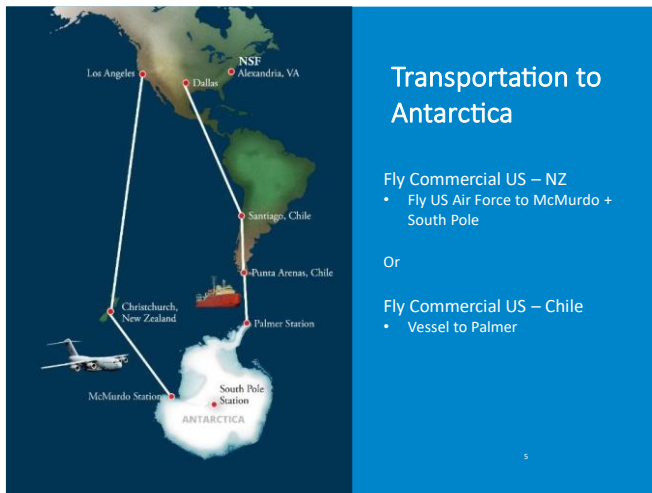 NSF
Los Angeles
Dallas
Alexandria, VA
Santiago, Chile
Punta Arenas, Chile
Christchurch,
New Zealand
Palmer Station
McMurdo Station
South Pole
Station
ANTARCTICA
Transportation to
Antarctica
Fly Commercial US – NZ
• Fly US Air Force to McMurdo +
South Pole
Or
Fly Commercial US – Chile
• Vessel to Palmer
5